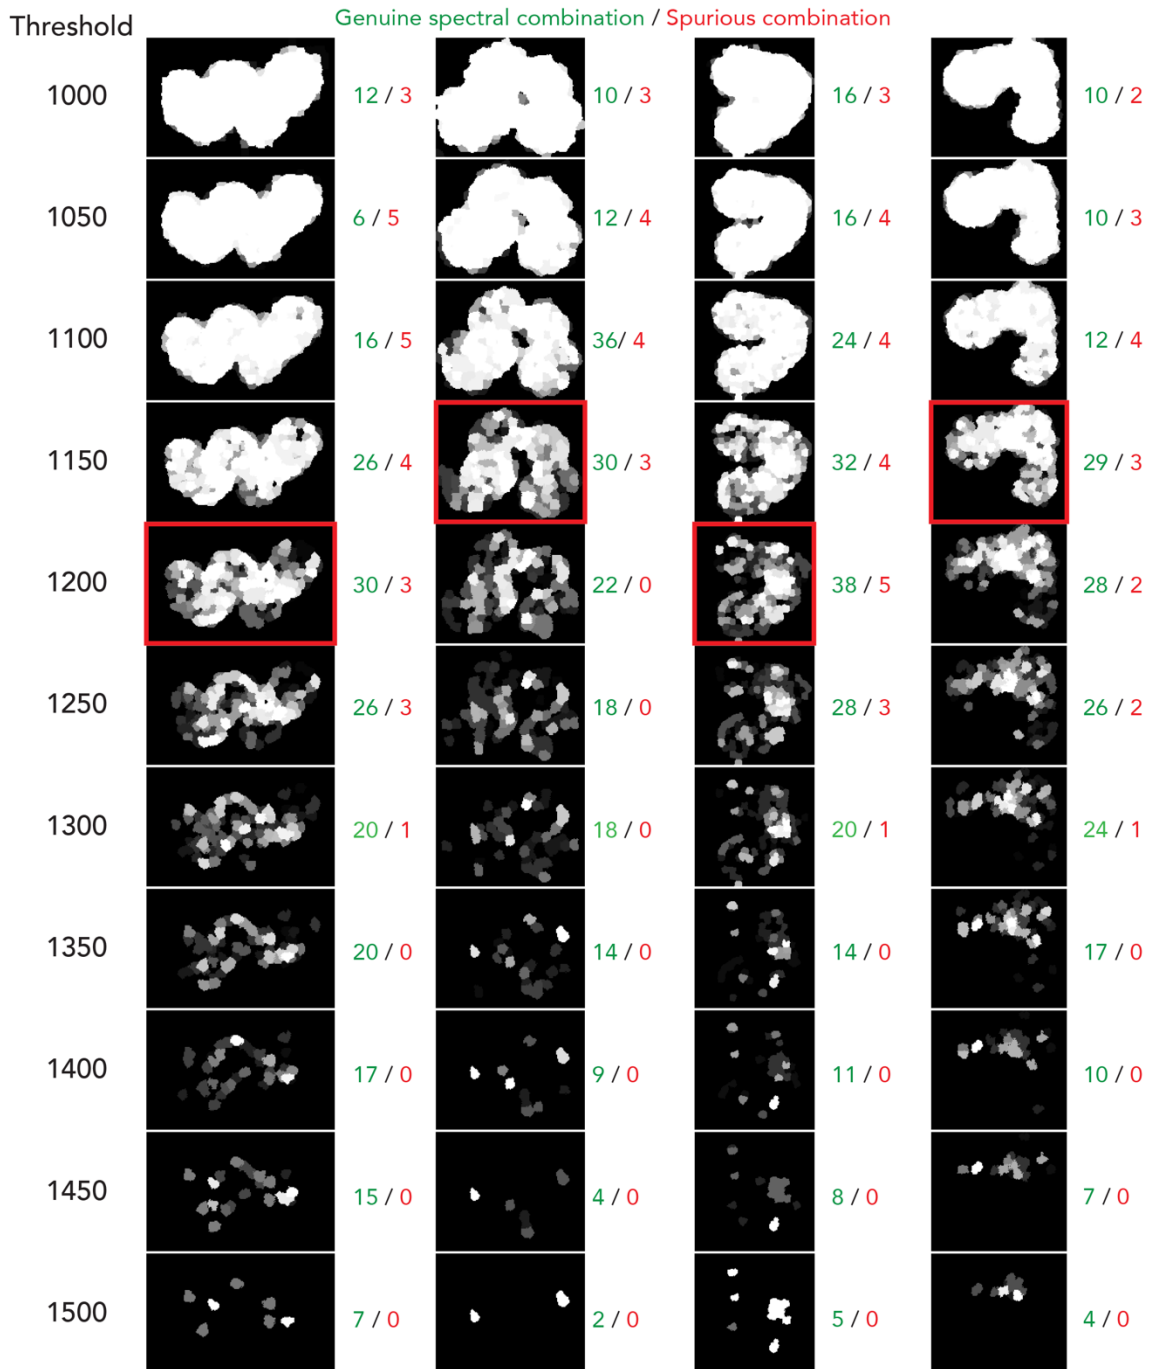 Genuine spectral combination / Spurious combination
Threshold
1000 12 / 3 10 / 3 16 / 3 10 / 2
1050 6 / 5 12 / 4 16 / 4 10 / 3
1100 16 / 5 36/ 4 24 / 4 12 / 4
1150 26 / 4 30 / 3 32 / 4 29 / 3
1200 30 / 3 22 / 0 38 / 5 28 / 2
1250 26 / 3 18 / 0 28 / 3 26 / 2
1300 20 / 1 18 / 0 20 / 1 24 / 1
1350 20 / 0 14 / 0 14 / 0 17 / 0
1400 17 / 0 9 / 0 11 / 0 10 / 0
1450 15 / 0 4 / 0 8 / 0 7 / 0
1500 7 / 0 2 / 0 5 / 0 4 / 0